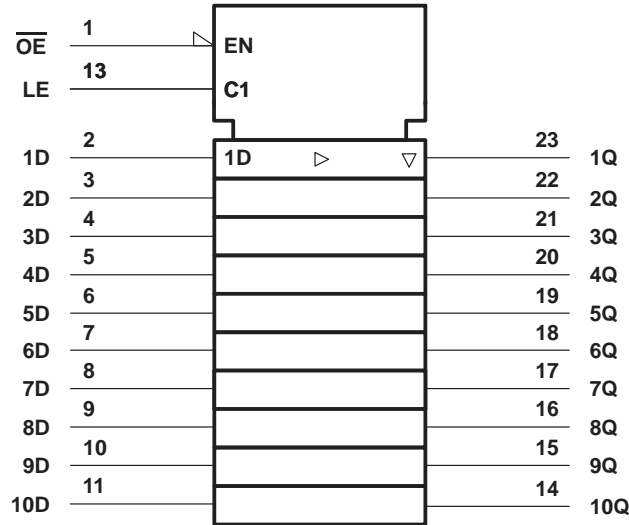 OE 1 EN
LE 13 C1
1D 2 1D 23 1Q
2D 3 22 2Q
3D 4 21 3Q
4D 5 20 4Q
5D 6 19 5Q
6D 7 18 6Q
7D 8 17 7Q
8D 9 16 8Q
9D 10 15 9Q
10D 11 14 10Q